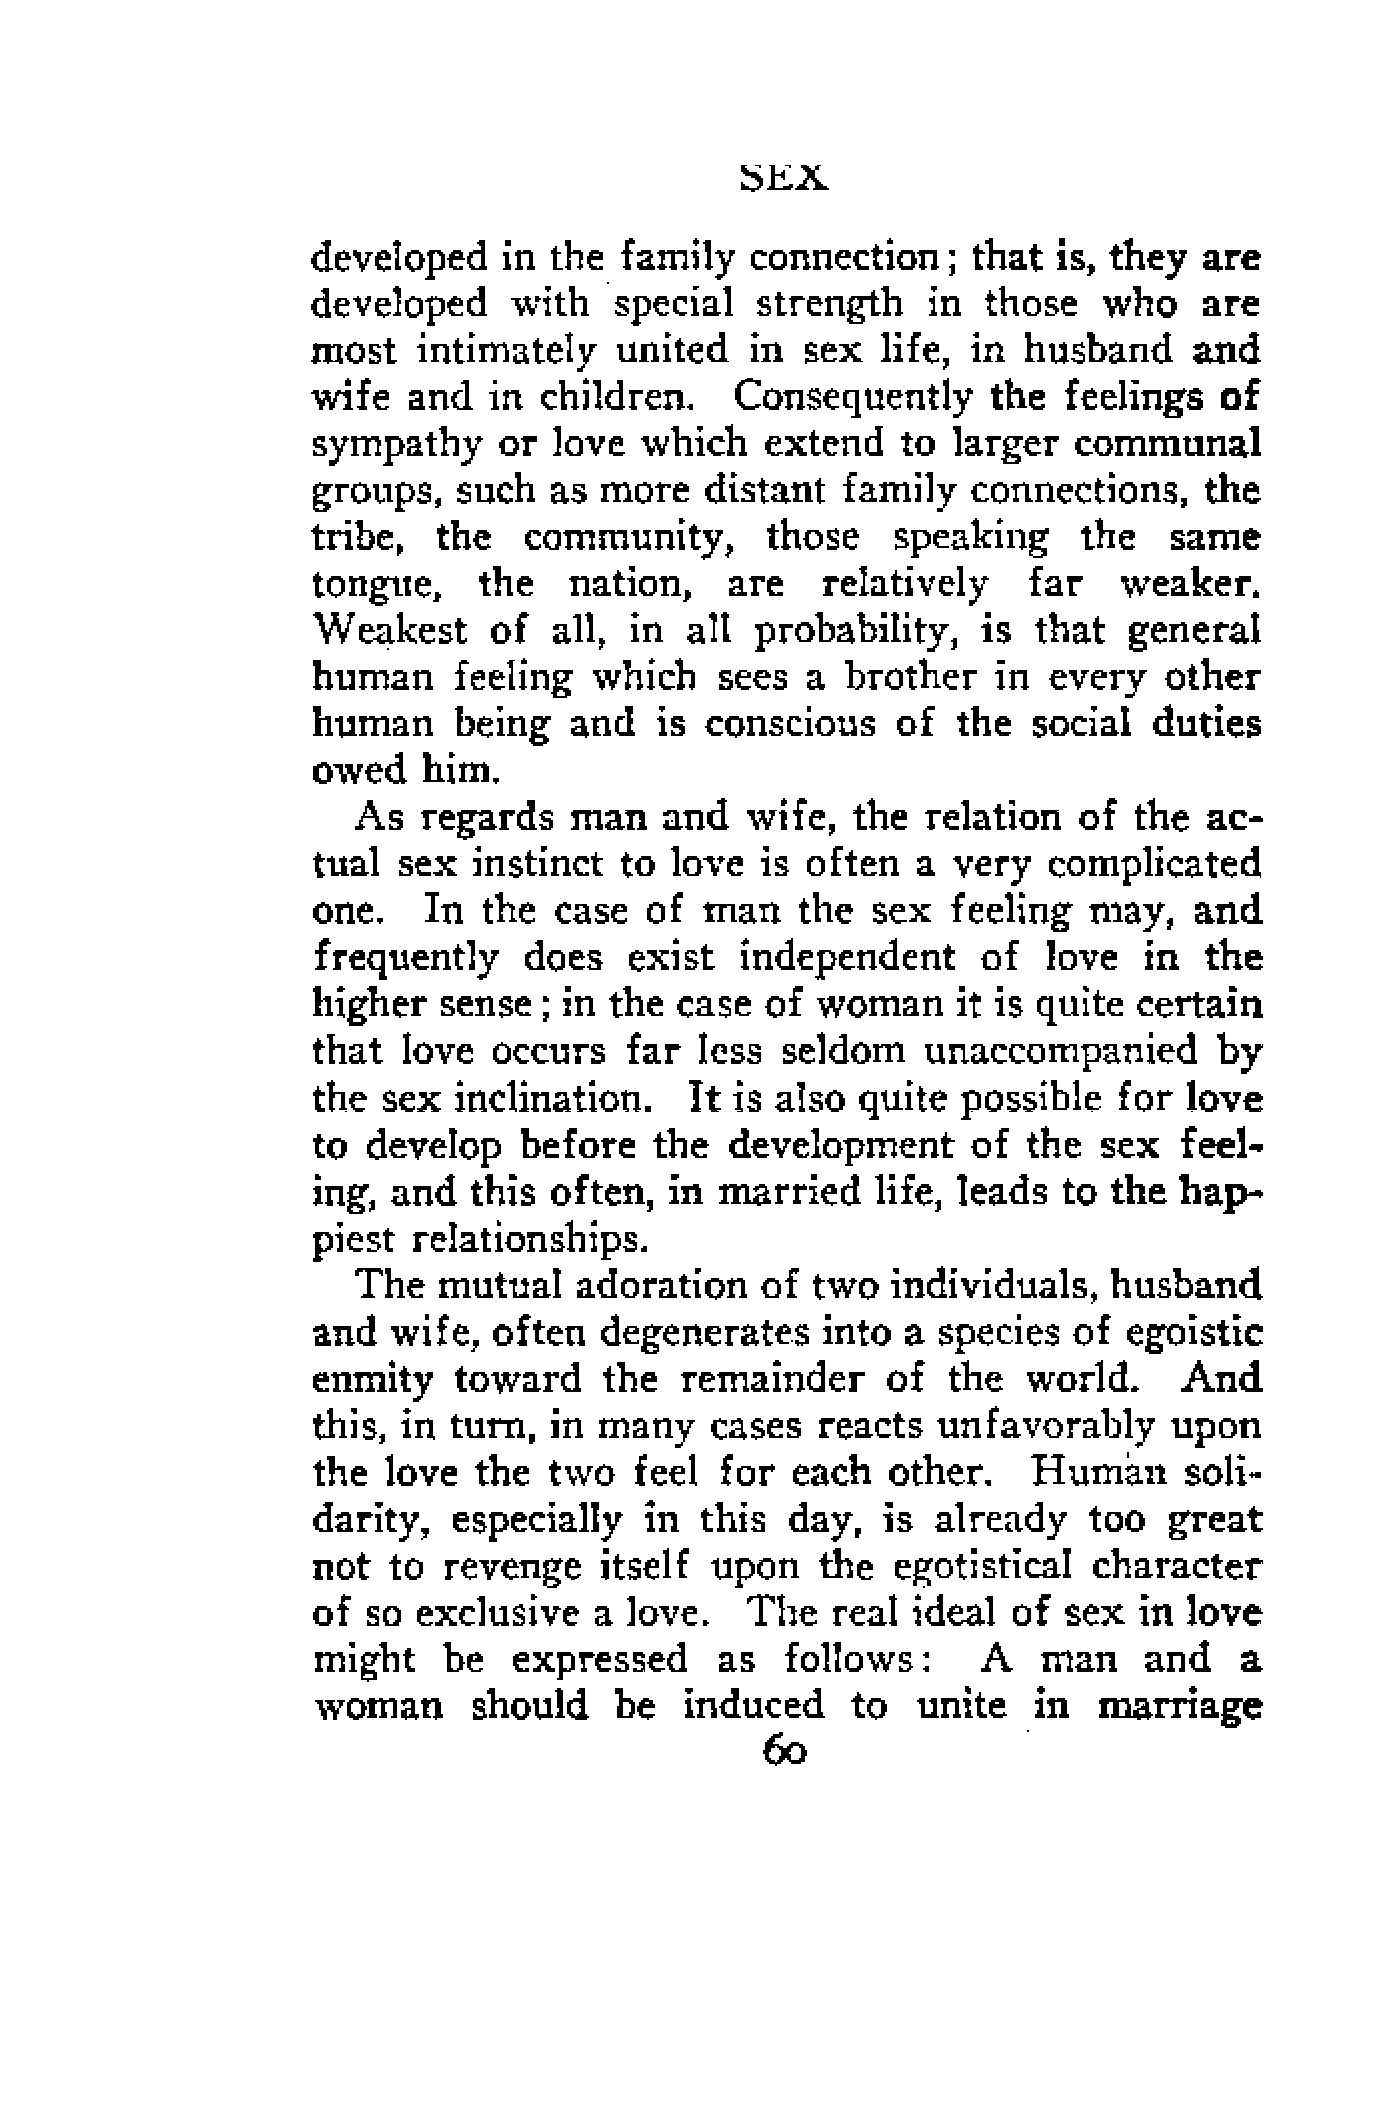 SEX
developed in the family connection; that is, they are
developed with special strength in those who are
most intimately united in sex life, in husband and
wife and in children. Consequently the feelings of
sympathy or love which extend to larger communal
groups, such as more distant family connections, the
tribe, the community, those speaking the same
tongue, the nation, are relatively far weaker.
Weakest of all, in all probability, is that general
human feeling which sees a brother in every other
human being and is conscious of the social duties
owed him.
As regards man and wife, the relation of the ac-
tual sex instinct to love is often a very complicated
one. In the case of man the sex feeling may, and
frequently does exist independent of love in the
higher sense; in the case of woman it is quite certain
that love occurs far less seldom unaccompanied by
the sex inclination. It is also quite possible for love
to develop before the development of the sex feel-
ing, and this often, in married life, leads to the hap-
piest relationships.
The mutual adoration of two individuals, husband
and wife, often degenerates into a species of egoistic
enmity toward the remainder of the world. And
this, in turn, in many cases reacts unfavorably upon
the love the two feel for each other. Human soli-
darity, especially in this day, is already too great
not to revenge itself upon the egotistical character
of so exclusive a love. The real ideal of sex in love
might be expressed as follows: A man and a
woman should be induced to unite in marriage
60